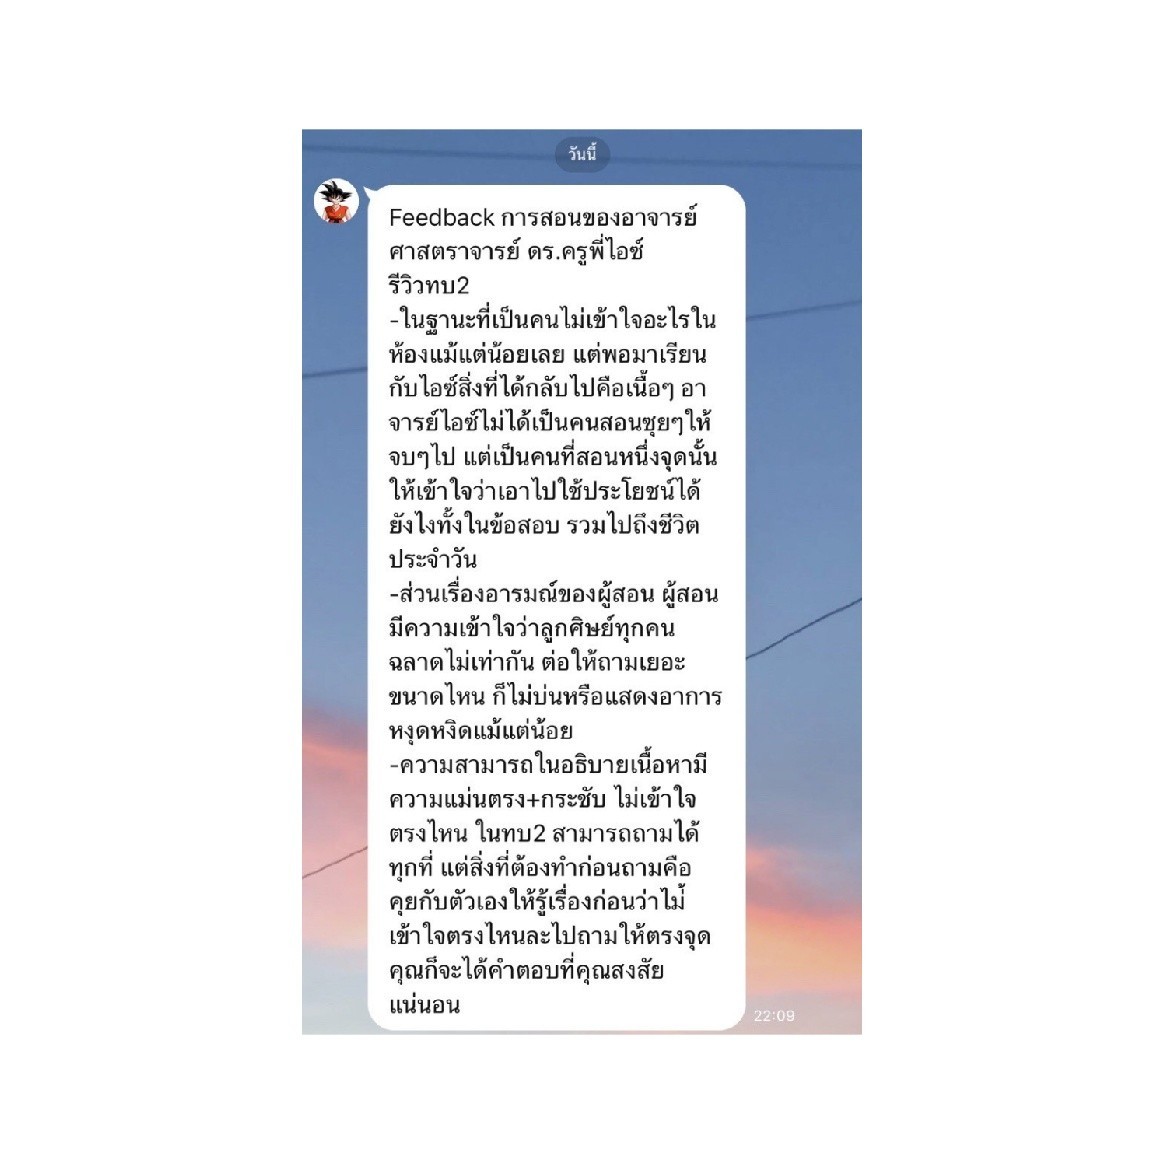 วันนี้
Feedback การสอนของอาจารย์
ศาสตราจารย์ ดร.ครูพี่ไอซ์
รีวิวทบ2
-ในฐานะที่เป็นคนไม่เข้าใจอะไรใน
ห้องแม้แต่น้อยเลย แต่พอมาเรียน
กับไอซ์สิ่งที่ได้กลับไปคือเนื้อๆ อา
จารย์ไอซ์ไม่ได้เป็นคนสอนซุยๆให้
จบๆไป แต่เป็นคนที่สอนหนึ่งจุดนั้น
ให้เข้าใจว่าเอาไปใช้ประโยชน์ได้
ยังไงทั้งในข้อสอบ รวมไปถึงชีวิต
ประจำวัน
-ส่วนเรื่องอารมณ์ของผู้สอน ผู้สอน
มีความเข้าใจว่าลูกศิษย์ทุกคน
ฉลาดไม่เท่ากัน ต่อให้ถามเยอะ
ขนาดไหน ก็ไม่บ่นหรือแสดงอาการ
หงุดหงิดแม้แต่น้อย
-ความสามารถในอธิบายเนื้อหามี
ความแม่นตรง+กระชับ ไม่เข้าใจ
ตรงไหน ในทบ2 สามารถถามได้
ทุกที่ แต่สิ่งที่ต้องทำก่อนถามคือ
คุยกับตัวเองให้รู้เรื่องก่อนว่าไม่
เข้าใจตรงไหนละไปถามให้ตรงจุด
คุณก็จะได้คำตอบที่คุณสงสัย
แน่นอน
22:09